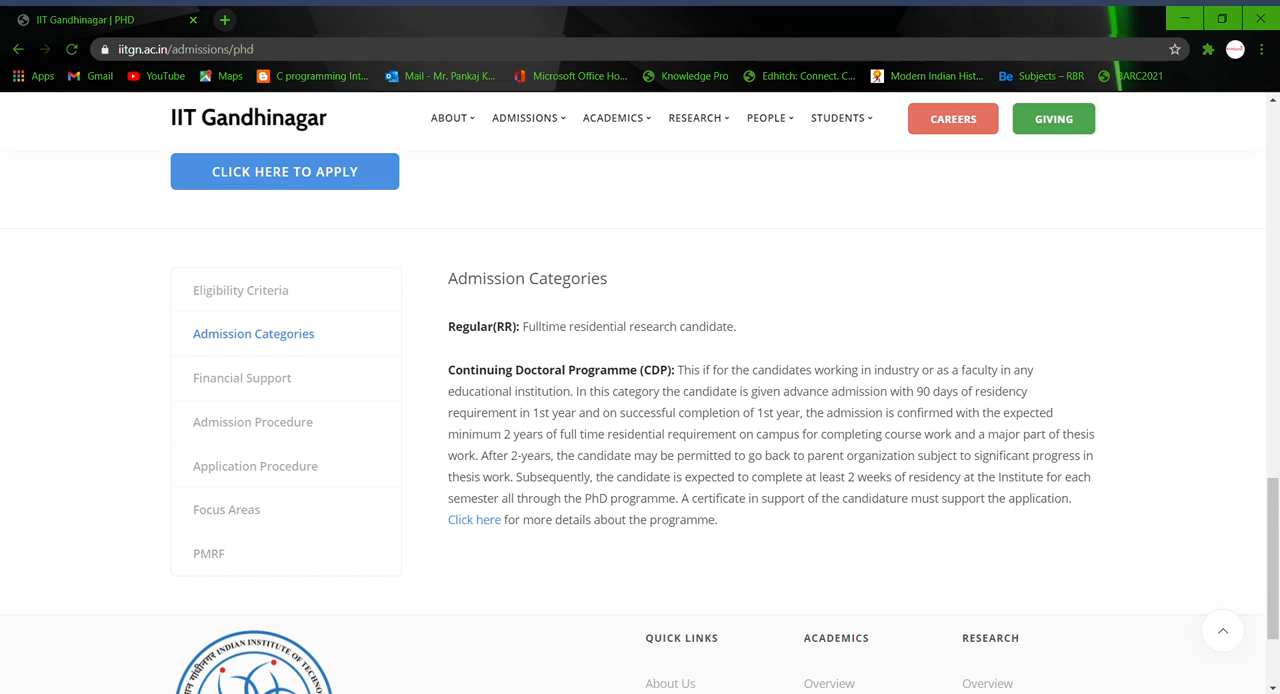 IIT Gandhinagar | PHD
iitgn.ac.in/admissions/phd
Apps Gmail YouTube Maps C programming Int... Mail - Mr. Pankaj K... Microsoft Office Ho... Knowledge Pro Edhitch: Connect. C... Modern Indian Hist... Be Subjects – RBR BARC2021
IIT Gandhinagar ABOUT ADMISSIONS ACADEMICS RESEARCH PEOPLE STUDENTS CAREERS GIVING
CLICK HERE TO APPLY
Eligibility Criteria
Admission Categories
Financial Support
Admission Procedure
Application Procedure
Focus Areas
PMRF
Admission Categories
Regular(RR): Fulltime residential research candidate.
Continuing Doctoral Programme (CDP): This if for the candidates working in industry or as a faculty in any
educational institution. In this category the candidate is given advance admission with 90 days of residency
requirement in 1st year and on successful completion of 1st year, the admission is confirmed with the expected
minimum 2 years of full time residential requirement on campus for completing course work and a major part of thesis
work. After 2-years, the candidate may be permitted to go back to parent organization subject to significant progress in
thesis work. Subsequently, the candidate is expected to complete at least 2 weeks of residency at the Institute for each
semester all through the PhD programme. A certificate in support of the candidature must support the application.
Click here for more details about the programme.
INDIAN INSTITUTE OF
QUICK LINKS ACADEMICS RESEARCH
About Us Overview Overview